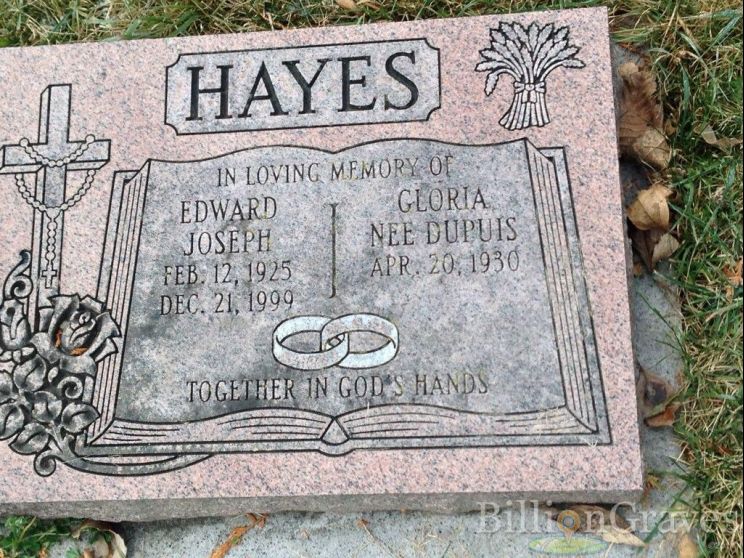 HAYES
IN LOVING MEMORY OF
EDWARD
JOSEPH
FEB. 12, 1925
DEC. 21, 1999
GLORIA
NEE DUPUIS
APR. 20, 1930
TOGETHER IN GOD'S HANDS
BillionGraves